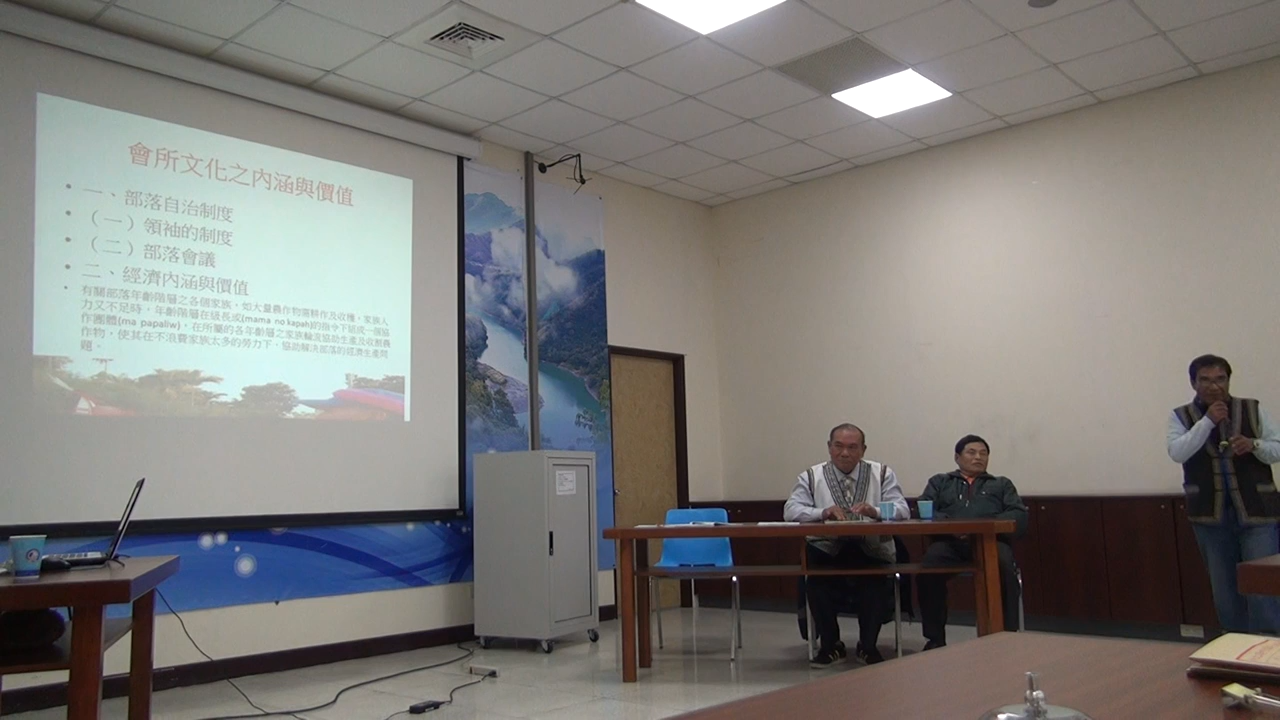 會所文化之內涵與價值
• 一、部落自治制度
• （一）領袖的制度
• （二）部落會議
• 二、經濟內涵與價值
• 有關部落年齡階層之各個家族，如大量農作物需耕作及收穫，家族人
力又不足時，年齡階層在級長或(mama no kapah)的指令下組成一個協
作團體(ma papaliw)，在所屬的各年齡層之家族輪流協助生產及收割農
作物，使其在不浪費家族太多的勞力下，協助解決部落的經濟生產問
題。